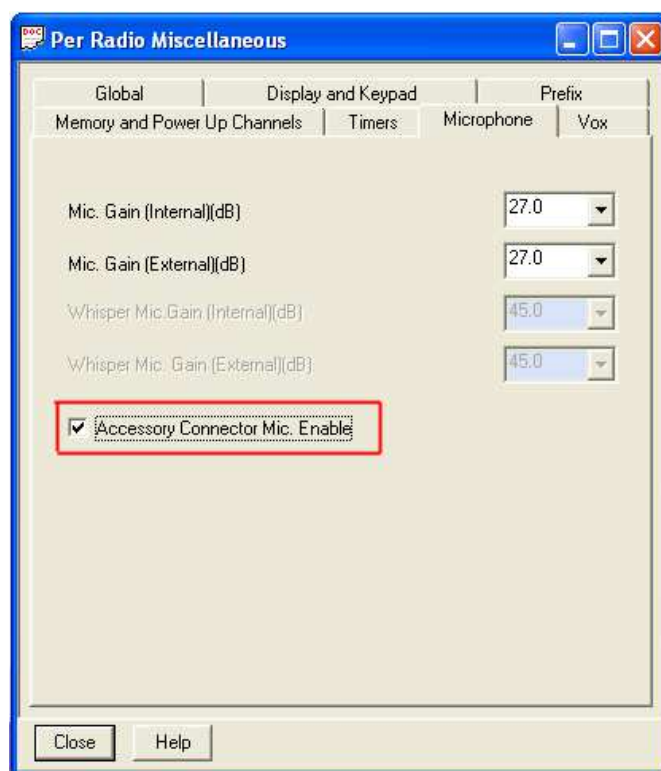 DOC Per Radio Miscellaneous
Global Display and Keypad Prefix
Memory and Power Up Channels Timers Microphone Vox
Mic. Gain (Internal)(dB) 27.0
Mic. Gain (External)(dB) 27.0
Whisper Mic.Gain (Internal)(dB) 45.0
Whisper Mic. Gain (External)(dB) 45.0
Accessory Connector Mic. Enable
Close Help